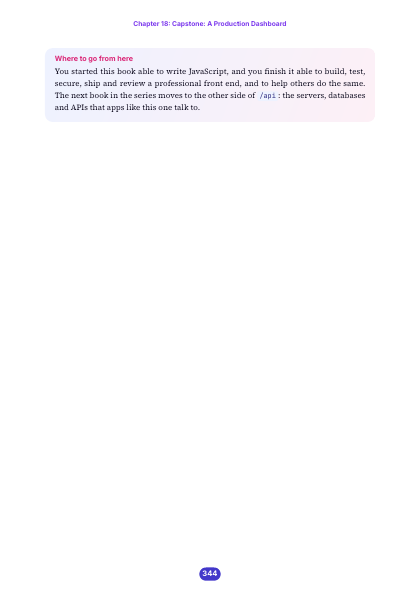 Chapter 18: Capstone: A Production Dashboard
Where to go from here
You started this book able to write JavaScript, and you finish it able to build, test,
secure, ship and review a professional front end, and to help others do the same.
The next book in the series moves to the other side of /api: the servers, databases
and APIs that apps like this one talk to.
344